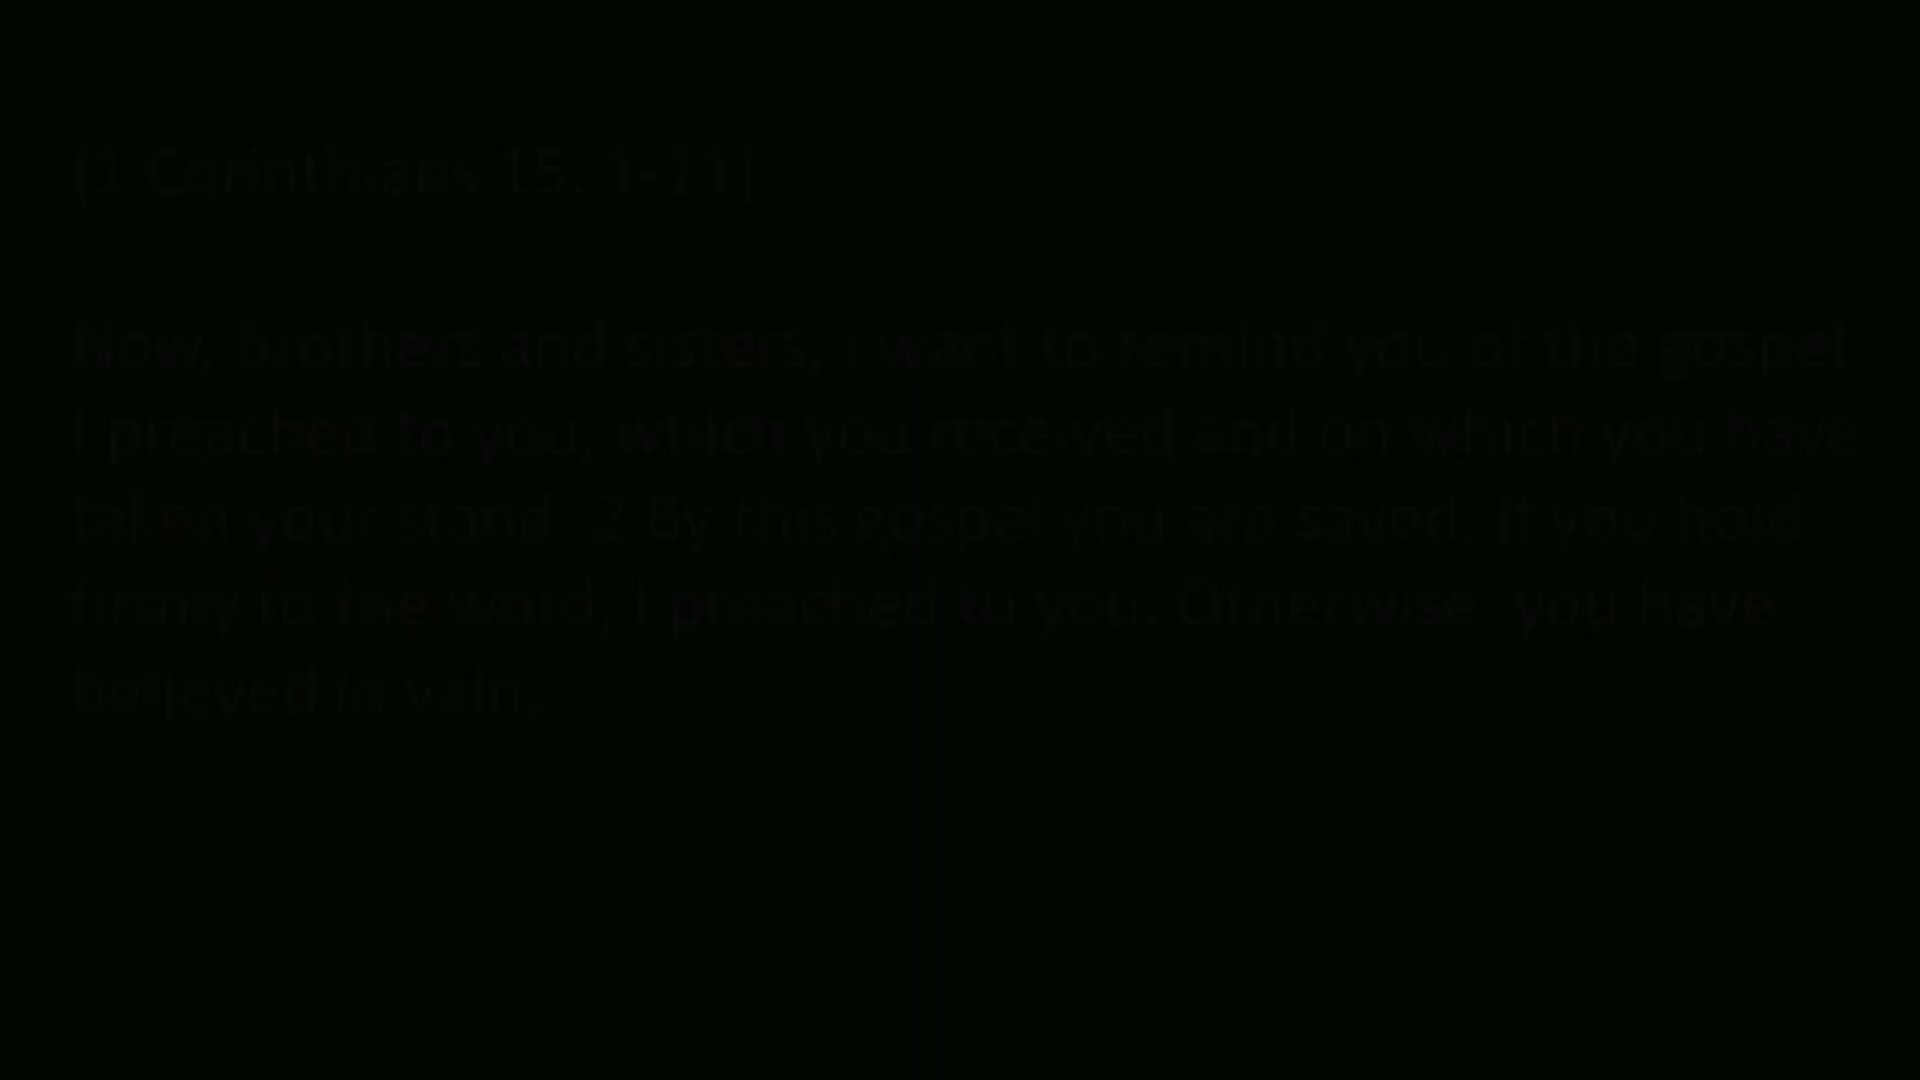 (1 Corinthians 15: 1-11)
Now, brothers and sisters, I want to remind you of the gospel
I preached to you, which you received and on which you have
taken your stand. 2 By this gospel you are saved, if you hold
firmly to the word, I preached to you. Otherwise, you have
believed in vain.